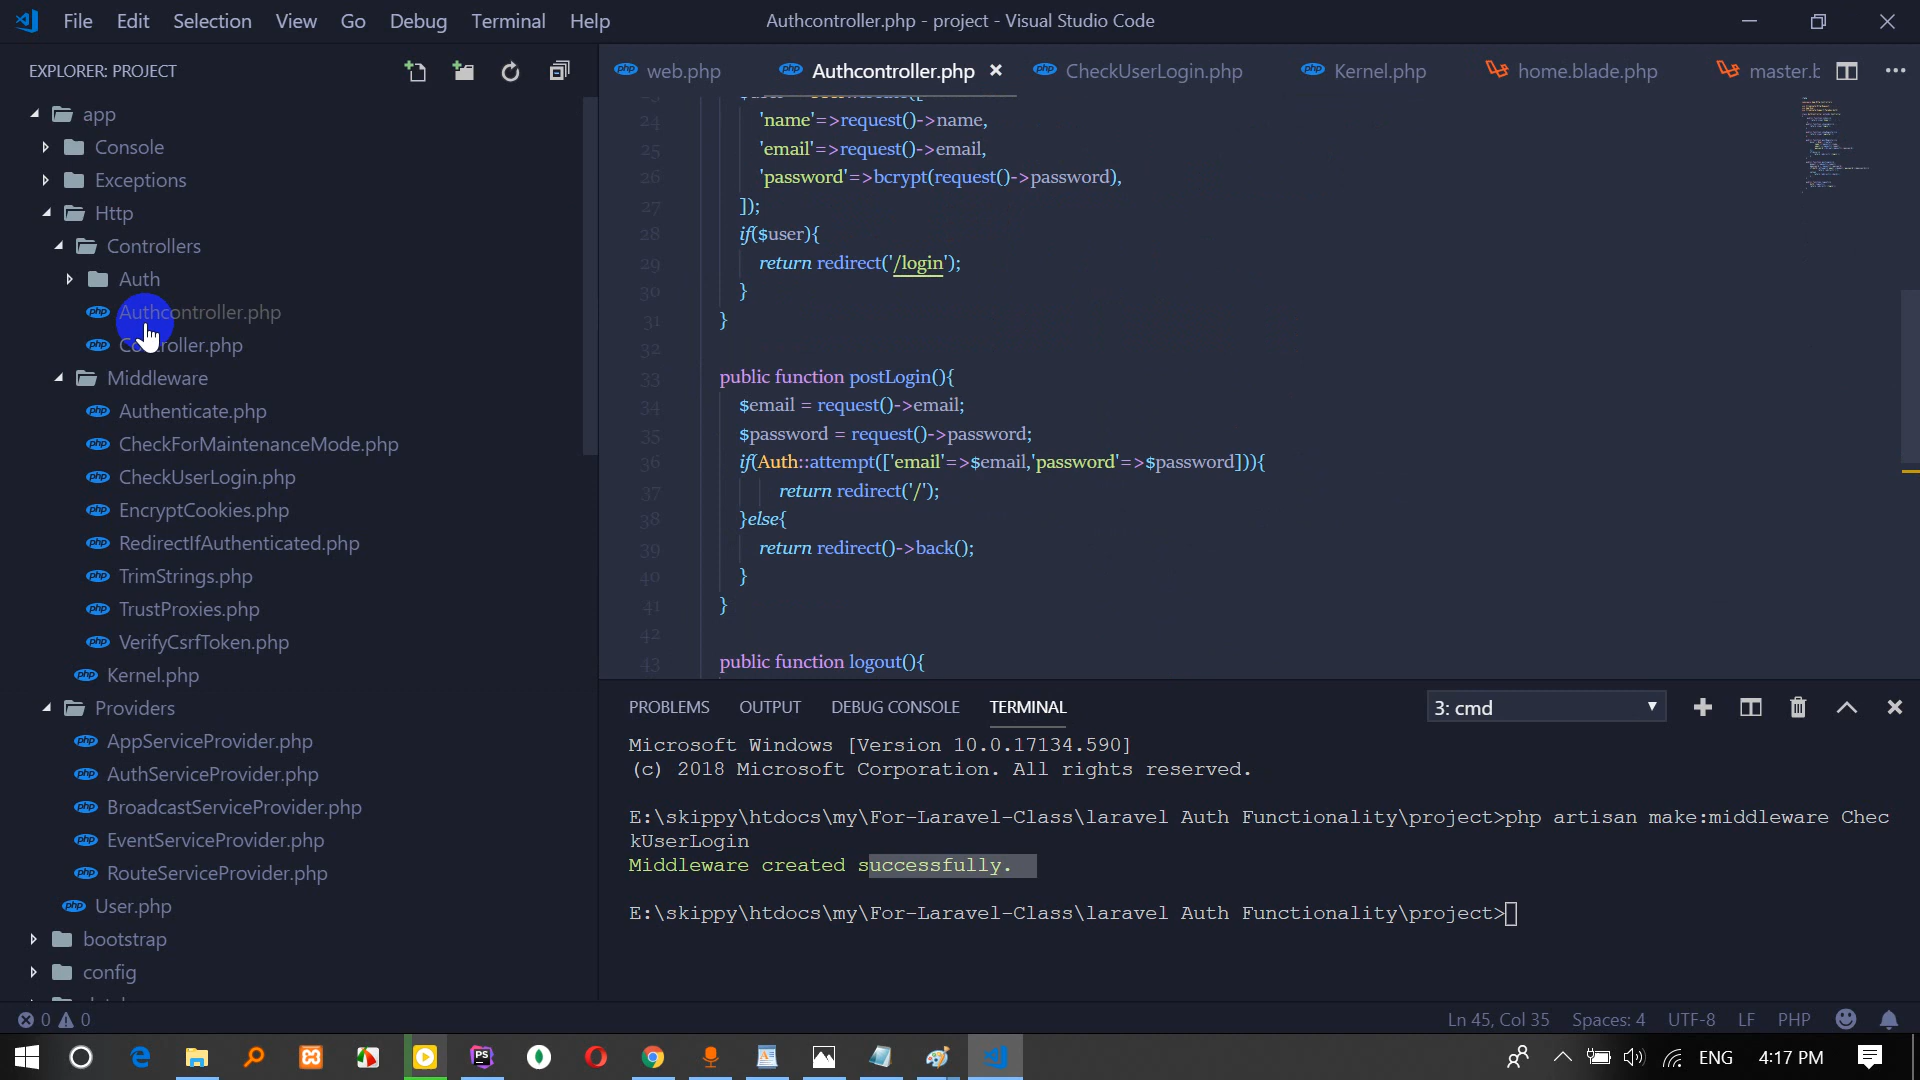 File Edit Selection View Go Debug Terminal Help
Authcontroller.php - project - Visual Studio Code
EXPLORER: PROJECT
app
Console
Exceptions
Http
Controllers
Auth
Authcontroller.php
Controller.php
Middleware
Authenticate.php
CheckForMaintenanceMode.php
CheckUserLogin.php
EncryptCookies.php
RedirectIfAuthenticated.php
TrimStrings.php
TrustProxies.php
VerifyCsrfToken.php
Kernel.php
Providers
AppServiceProvider.php
AuthServiceProvider.php
BroadcastServiceProvider.php
EventServiceProvider.php
RouteServiceProvider.php
User.php
bootstrap
config
web.php Authcontroller.php CheckUserLogin.php Kernel.php home.blade.php master.b
24 'name'=>request()->name,
25 'email'=>request()->email,
26 'password'=>bcrypt(request()->password),
27 ]);
28 if($user){
29 return redirect('/login');
30 }
31 }
32
33 public function postLogin(){
34 $email = request()->email;
35 $password = request()->password;
36 if(Auth::attempt(['email'=>$email,'password'=>$password])){
37 return redirect('/');
38 }else{
39 return redirect()->back();
40 }
41 }
42
43 public function logout(){
PROBLEMS OUTPUT DEBUG CONSOLE TERMINAL
3: cmd
Microsoft Windows [Version 10.0.17134.590]
(c) 2018 Microsoft Corporation. All rights reserved.
E:\skippy\htdocs\my\For-Laravel-Class\laravel Auth Functionality\project>php artisan make:middleware Chec
kUserLogin
Middleware created successfully.
E:\skippy\htdocs\my\For-Laravel-Class\laravel Auth Functionality\project>
0 0
Ln 45, Col 35 Spaces: 4 UTF-8 LF PHP
ENG 4:17 PM